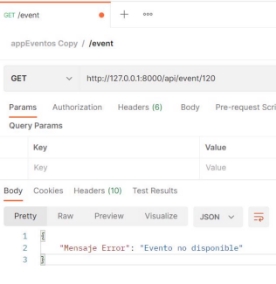 GET /event
appEventos Copy / /event
GET http://127.0.0.1:8000/api/event/120
Params Authorization Headers (6) Body Pre-request Scri
Query Params
Key Value
Key Value
Body Cookies Headers (10) Test Results
Pretty Raw Preview Visualize JSON
1 {
2 "Mensaje Error": "Evento no disponible"
3 }